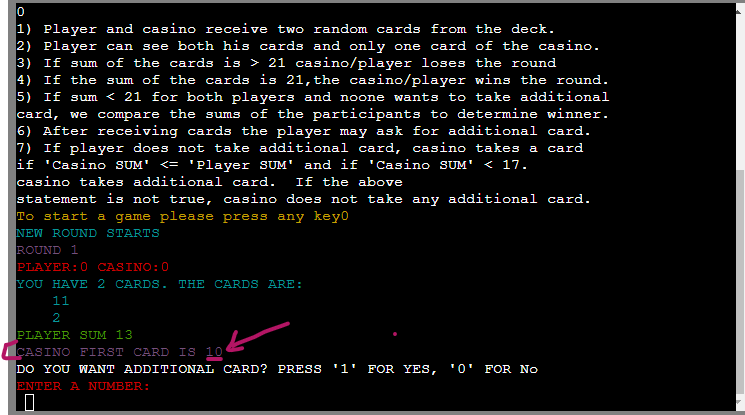 0
1) Player and casino receive two random cards from the deck.
2) Player can see both his cards and only one card of the casino.
3) If sum of the cards is > 21 casino/player loses the round
4) If the sum of the cards is 21,the casino/player wins the round.
5) If sum < 21 for both players and noone wants to take additional
card, we compare the sums of the participants to determine winner.
6) After receiving cards the player may ask for additional card.
7) If player does not take additional card, casino takes a card
if 'Casino SUM' <= 'Player SUM' and if 'Casino SUM' < 17.
casino takes additional card.  If the above
statement is not true, casino does not take any additional card.
To start a game please press any key0
NEW ROUND STARTS
ROUND 1
PLAYER:0 CASINO:0
YOU HAVE 2 CARDS. THE CARDS ARE:
11
2
PLAYER SUM 13
CASINO FIRST CARD IS 10
DO YOU WANT ADDITIONAL CARD? PRESS '1' FOR YES, '0' FOR No
ENTER A NUMBER: